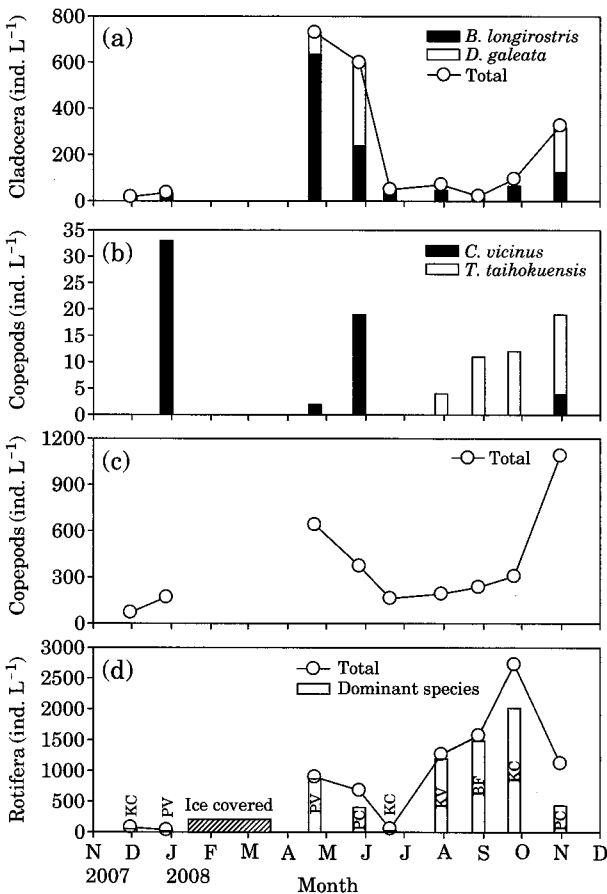 (a)
B. longirostris
D. galeata
Total
Cladocera (ind. L⁻¹)
800
600
400
200
0
(b)
C. vicinus
T. taihokuensis
Copepods (ind. L⁻¹)
35
30
25
20
15
10
5
0
(c)
Total
Copepods (ind. L⁻¹)
1200
900
600
300
0
(d)
Total
Dominant species
Rotifera (ind. L⁻¹)
3000
2500
2000
1500
1000
500
0
KC
PV
Ice covered
PV
PC
KC
KV
BF
KC
PC
N D J F M A M J J A S O N D
2007 2008
Month